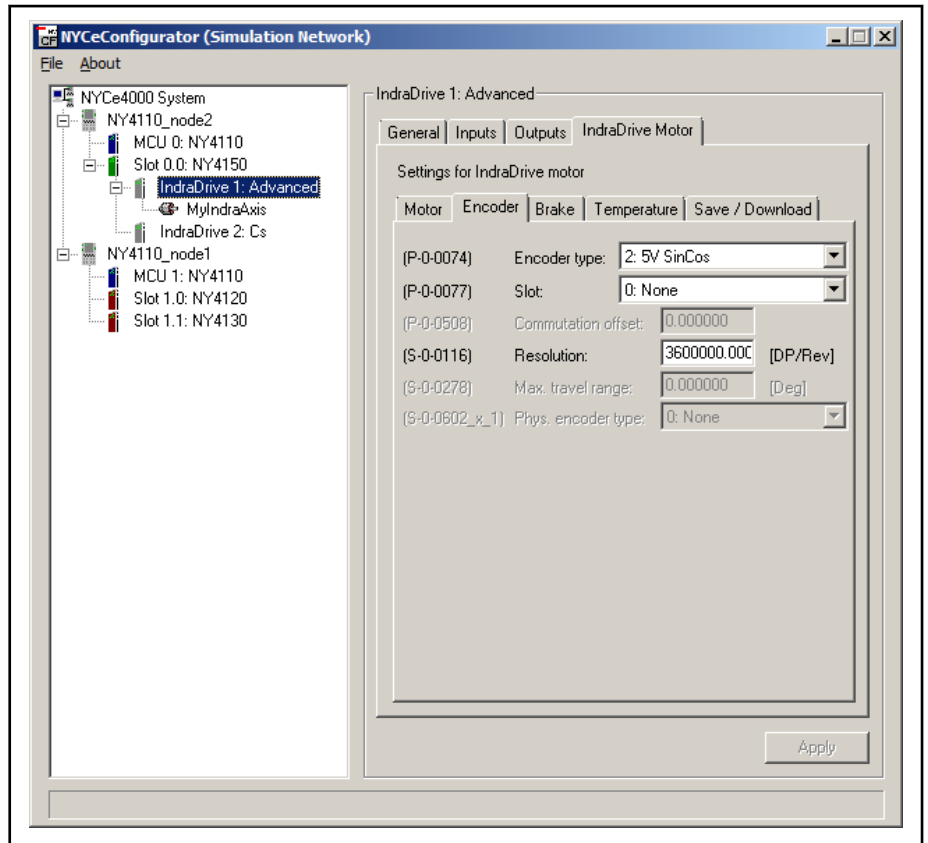 NYCeConfigurator (Simulation Network)
File About
NYCe4000 System
NY4110_node2
MCU 0: NY4110
Slot 0.0: NY4150
IndraDrive 1: Advanced
MyIndraAxis
IndraDrive 2: Cs
NY4110_node1
MCU 1: NY4110
Slot 1.0: NY4120
Slot 1.1: NY4130
IndraDrive 1: Advanced
General Inputs Outputs IndraDrive Motor
Settings for IndraDrive motor
Motor Encoder Brake Temperature Save / Download
(P-0-0074) Encoder type: 2: 5V SinCos
(P-0-0077) Slot: 0: None
(P-0-0508) Commutation offset: 0.000000
(S-0-0116) Resolution: 3600000.000 [DP/Rev]
(S-0-0278) Max. travel range: 0.000000 [Deg]
(S-0-0602_x_1) Phys. encoder type: 0: None
Apply